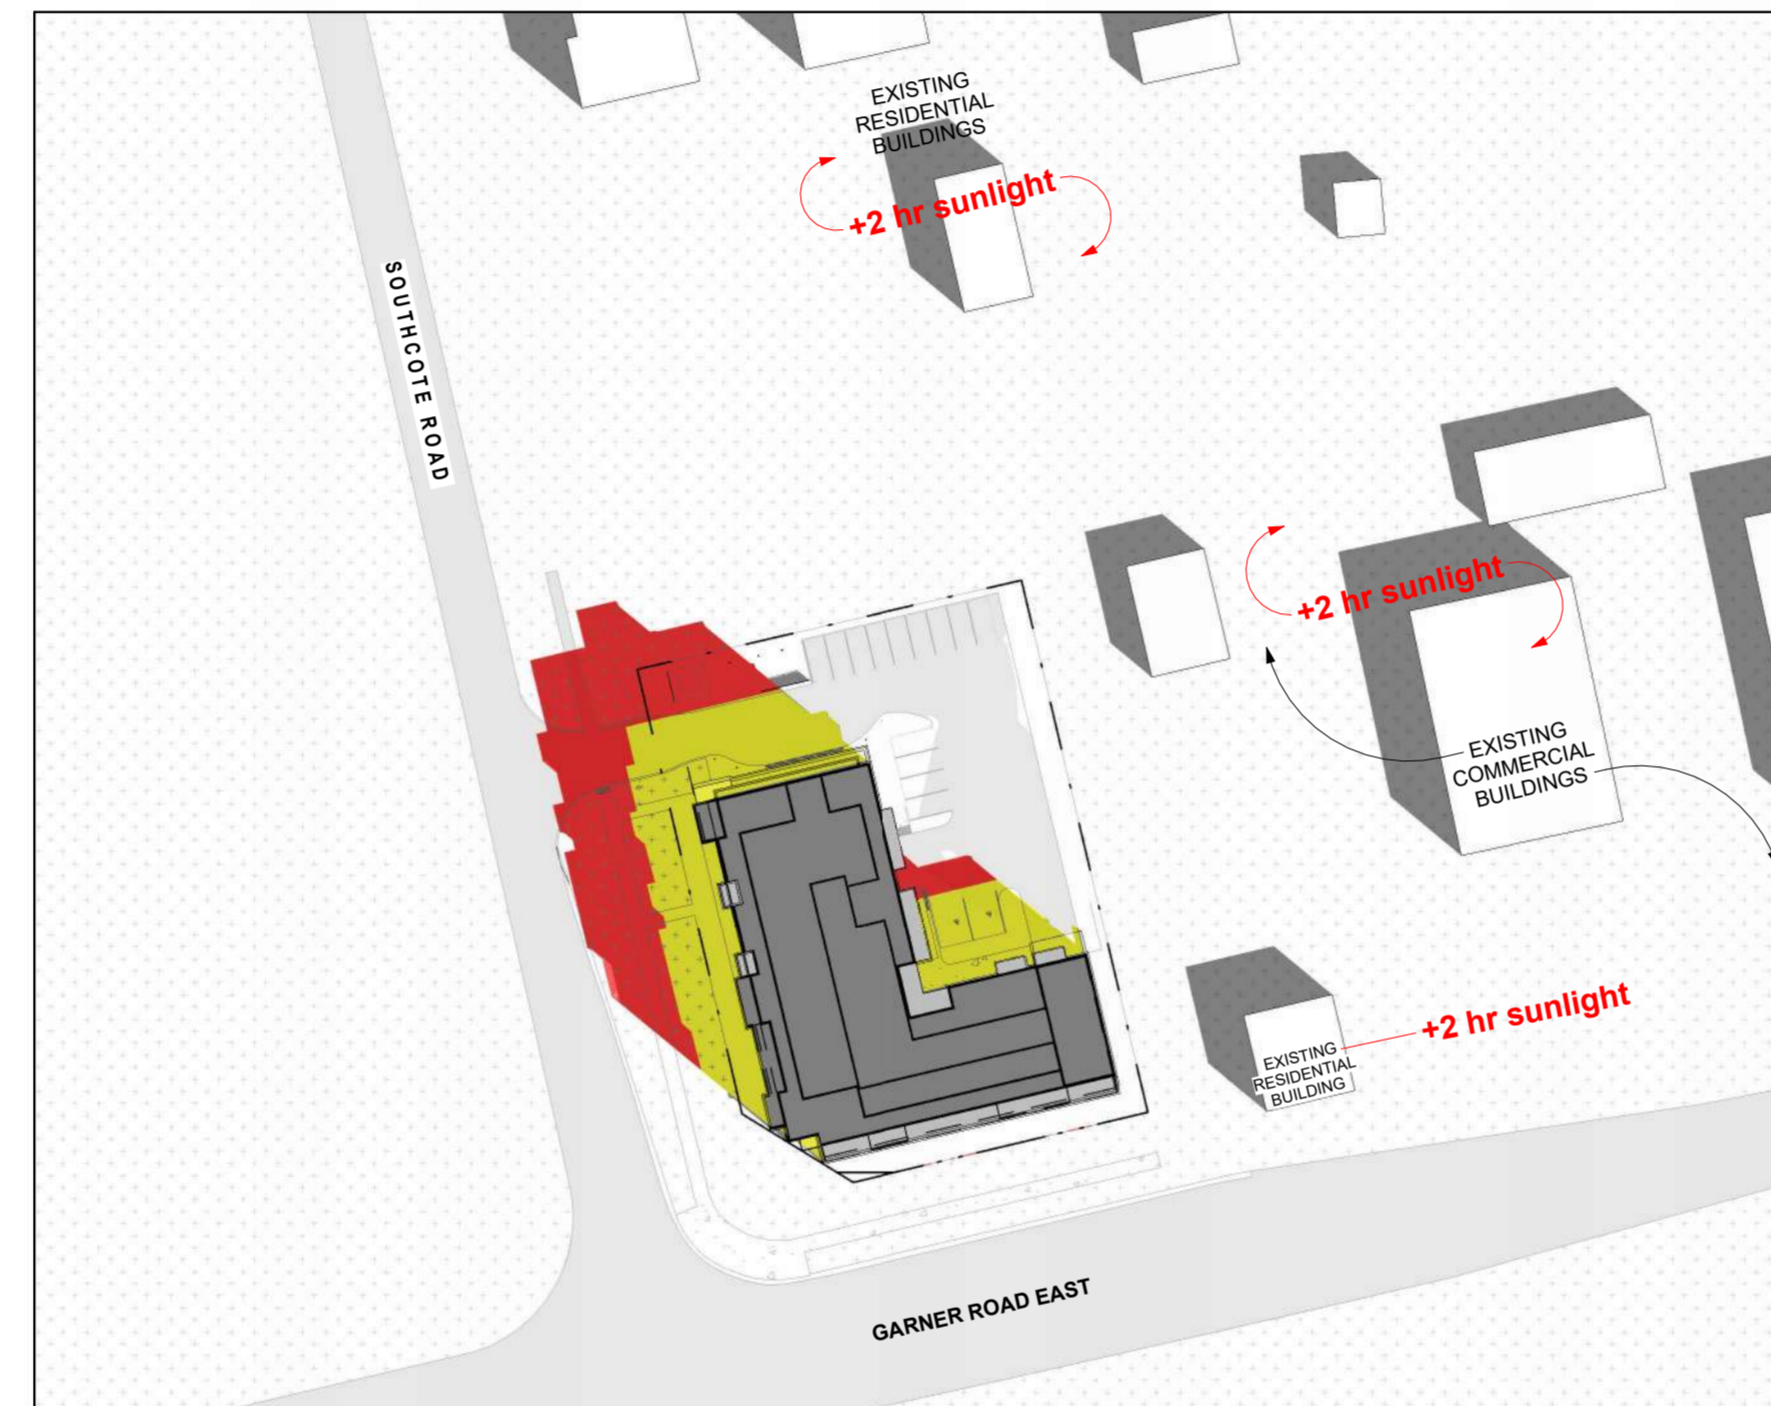 EXISTING
RESIDENTIAL
BUILDINGS
+2 hr sunlight
SOUTHCOTE ROAD
+2 hr sunlight
EXISTING
COMMERCIAL
BUILDINGS
+2 hr sunlight
EXISTING
RESIDENTIAL
BUILDING
GARNER ROAD EAST